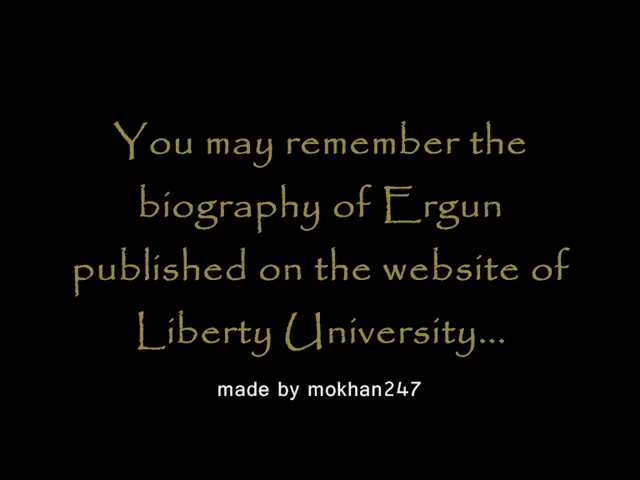 You may remember the
biography of Ergun
published on the website of
Liberty University...
made by mokhan247